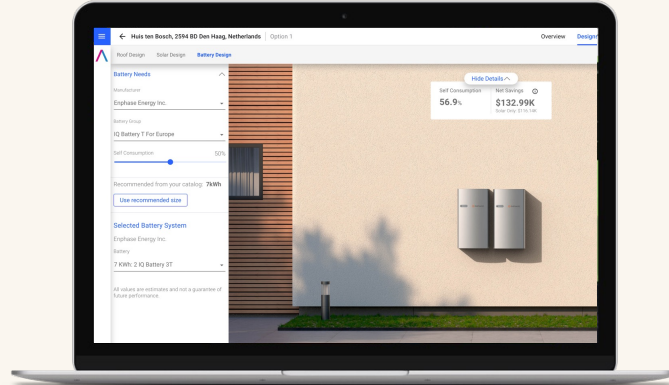 Huis ten Bosch, 2594 BD Den Haag, Netherlands Option 1
Overview
Roof Design Solar Design Battery Design
Battery Needs
Manufacturer
Enphase Energy Inc.
Battery Group
IQ Battery T For Europe
Self Consumption 50%
Recommended from your catalog: 7kWh
Use recommended size
Selected Battery System
Enphase Energy Inc.
Battery
7 KWh: 2 IQ Battery 3T
All values are estimates and not a guarantee of
future performance.
Hide Details
Self Consumption Net Savings
56.9% $132.99K